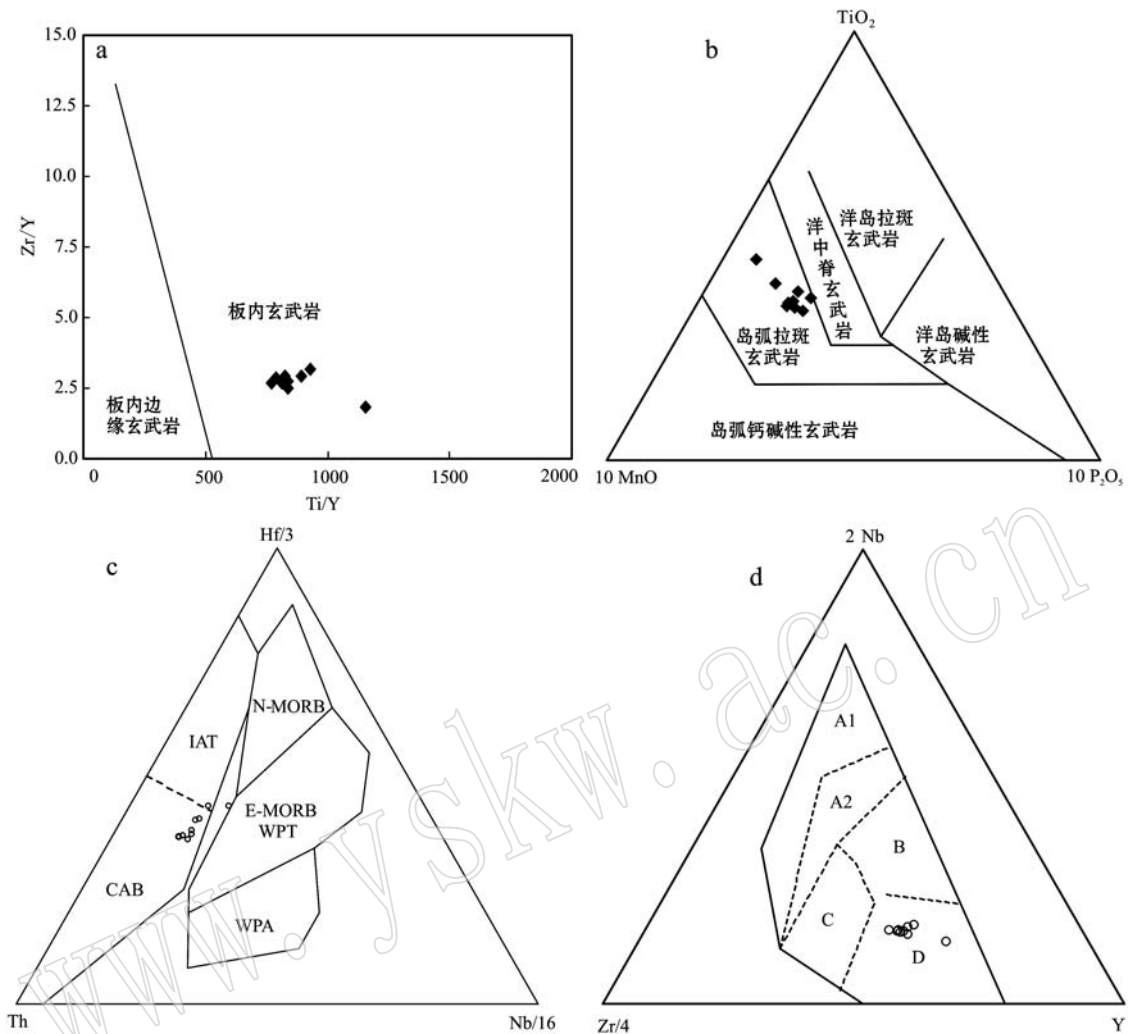 a
15.0
12.5
10.0
7.5
5.0
2.5
0.0
Zr/Y
板内玄武岩
板内边
缘玄武岩
0
500
1000
1500
2000
Ti/Y
b
TiO₂
洋岛拉斑
玄武岩
洋中脊玄武岩
岛弧拉斑
玄武岩
洋岛碱性
玄武岩
岛弧钙碱性玄武岩
10 MnO
10 P₂O₅
c
Hf/3
N-MORB
IAT
E-MORB
WPT
CAB
WPA
Th
Nb/16
d
2 Nb
A1
A2
B
C
D
Zr/4
Y
www.yskw.ac.cn